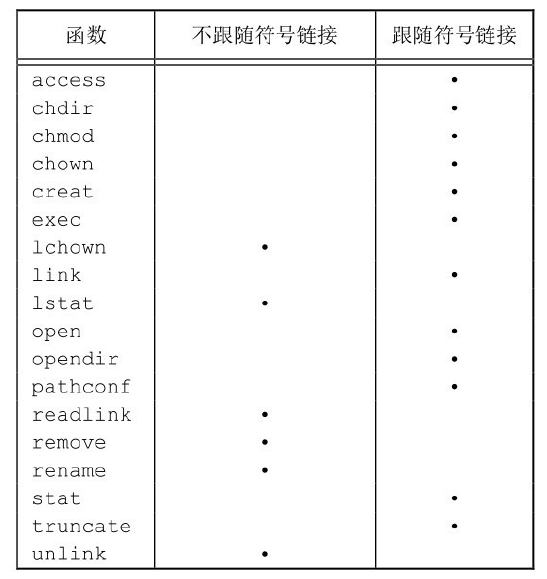 函数 不跟随符号链接 跟随符号链接
access •
chdir •
chmod •
chown •
creat •
exec •
lchown •
link •
lstat •
open •
opendir •
pathconf •
readlink •
remove •
rename •
stat •
truncate •
unlink •